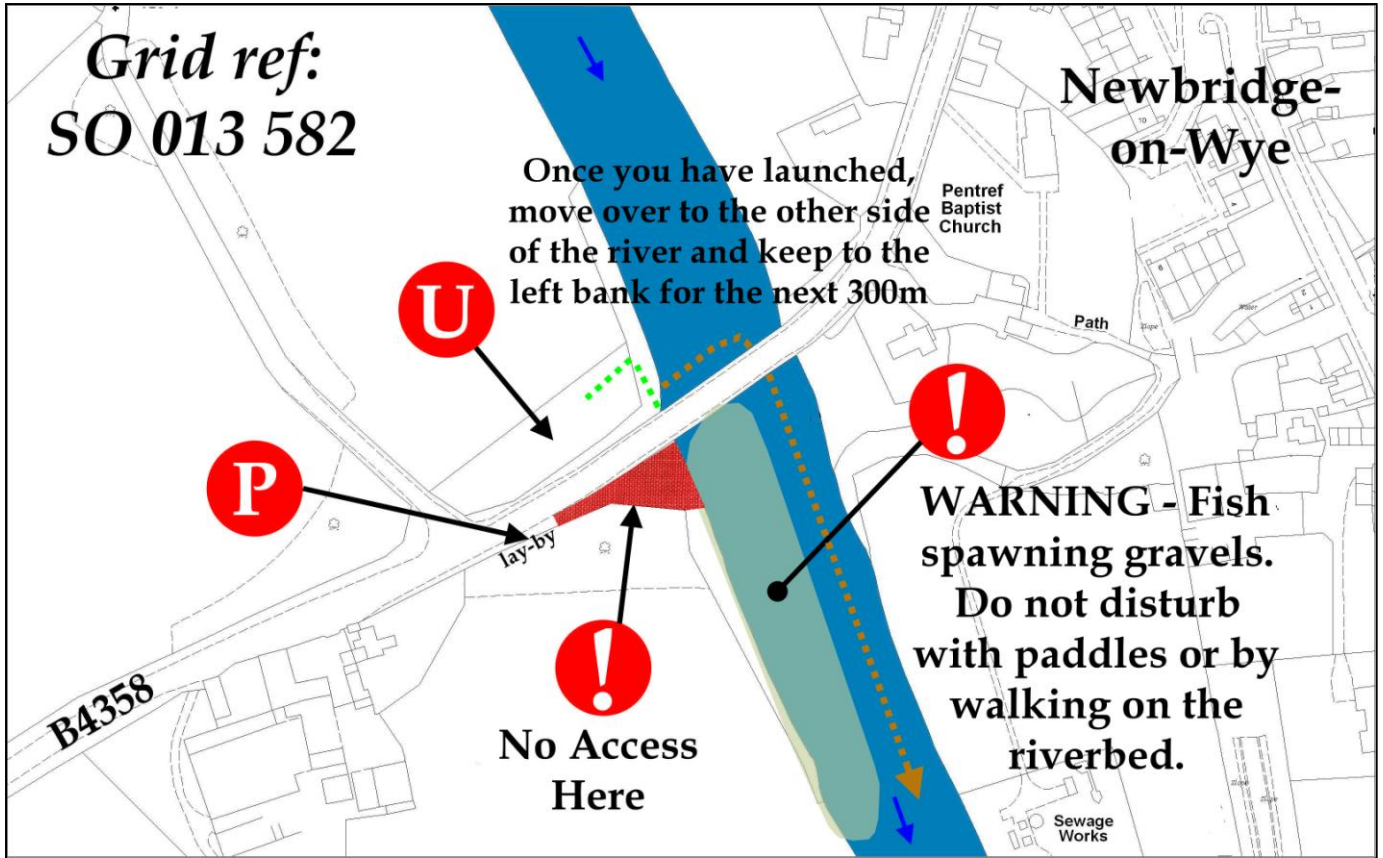 Grid ref:
SO 013 582
Newbridge-
on-Wye
Once you have launched,
move over to the other side
of the river and keep to the
left bank for the next 300m
Pentref
Baptist
Church
U
Path
Water
Slope
!
P
lay-by
WARNING - Fish
spawning gravels.
Do not disturb
with paddles or by
walking on the
riverbed.
!
No Access
Here
B4358
Sewage
Works